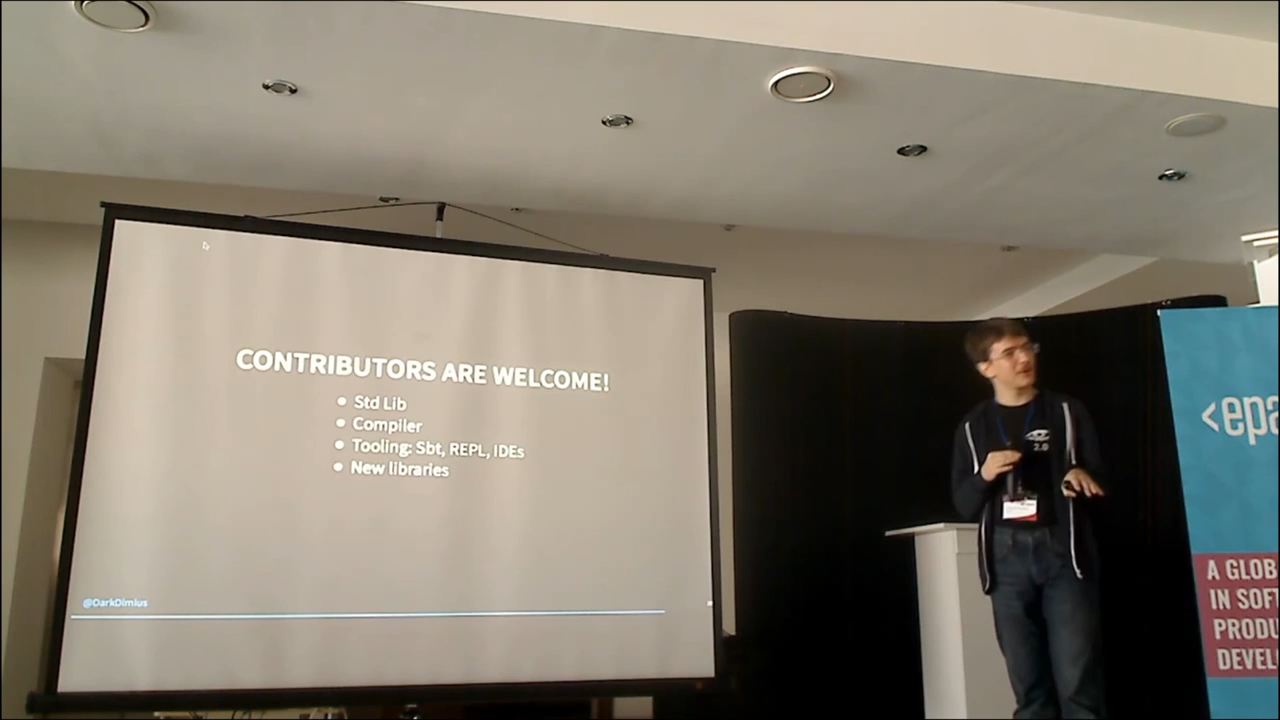 CONTRIBUTORS ARE WELCOME!
Std Lib
Compiler
Tooling: Sbt, REPL, IDEs
New libraries
@DarkDimius
2.0
<epa
A GLOB
IN SOFT
PRODU
DEVEL